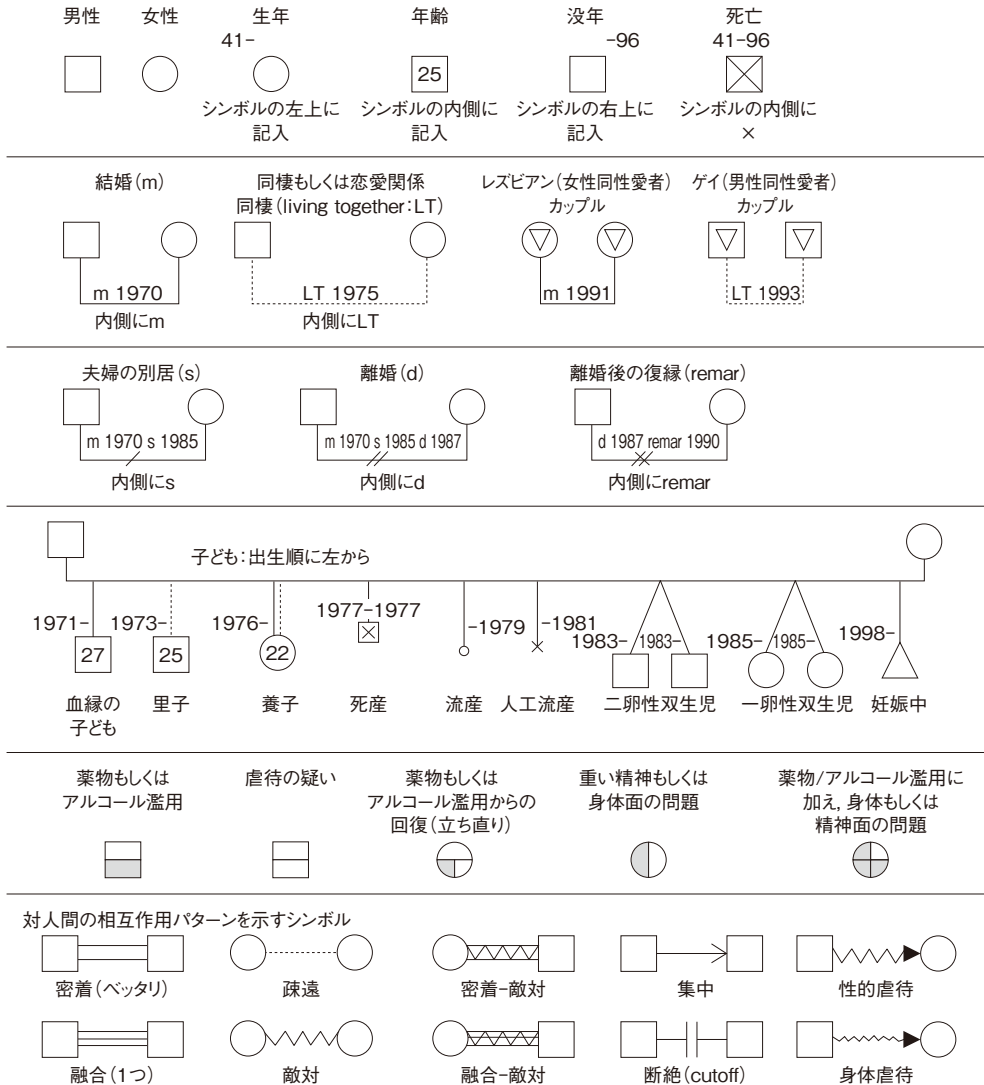 男性 女性 生年 年齢 没年 死亡
41- -96 41-96
25
シンボルの左上に シンボルの内側に シンボルの右上に シンボルの内側に
記入 記入 記入 ×
結婚(m) 同棲もしくは恋愛関係 レズビアン(女性同性愛者) ゲイ(男性同性愛者)
同棲(living together:LT) カップル カップル
m 1970 LT 1975 m 1991 LT 1993
内側にm 内側にLT
夫婦の別居(s) 離婚(d) 離婚後の復縁(remar)
m 1970 s 1985 m 1970 s 1985 d 1987 d 1987 remar 1990
内側にs 内側にd 内側にremar
子ども:出生順に左から
1971- 1973- 1976- 1977-1977 -1979 -1981 1983- 1983- 1985- 1985- 1998-
27 25 22
血縁の 里子 養子 死産 流産 人工流産 二卵性双生児 一卵性双生児 妊娠中
子ども
薬物もしくは 虐待の疑い 薬物もしくは 重い精神もしくは 薬物/アルコール濫用に
アルコール濫用 アルコール濫用からの 身体面の問題 加え,身体もしくは
回復(立ち直り) 精神面の問題
対人間の相互作用パターンを示すシンボル
密着(ベッタリ) 疎遠 密着-敵対 集中 性的虐待
融合(1つ) 敵対 融合-敵対 断絶(cutoff) 身体虐待